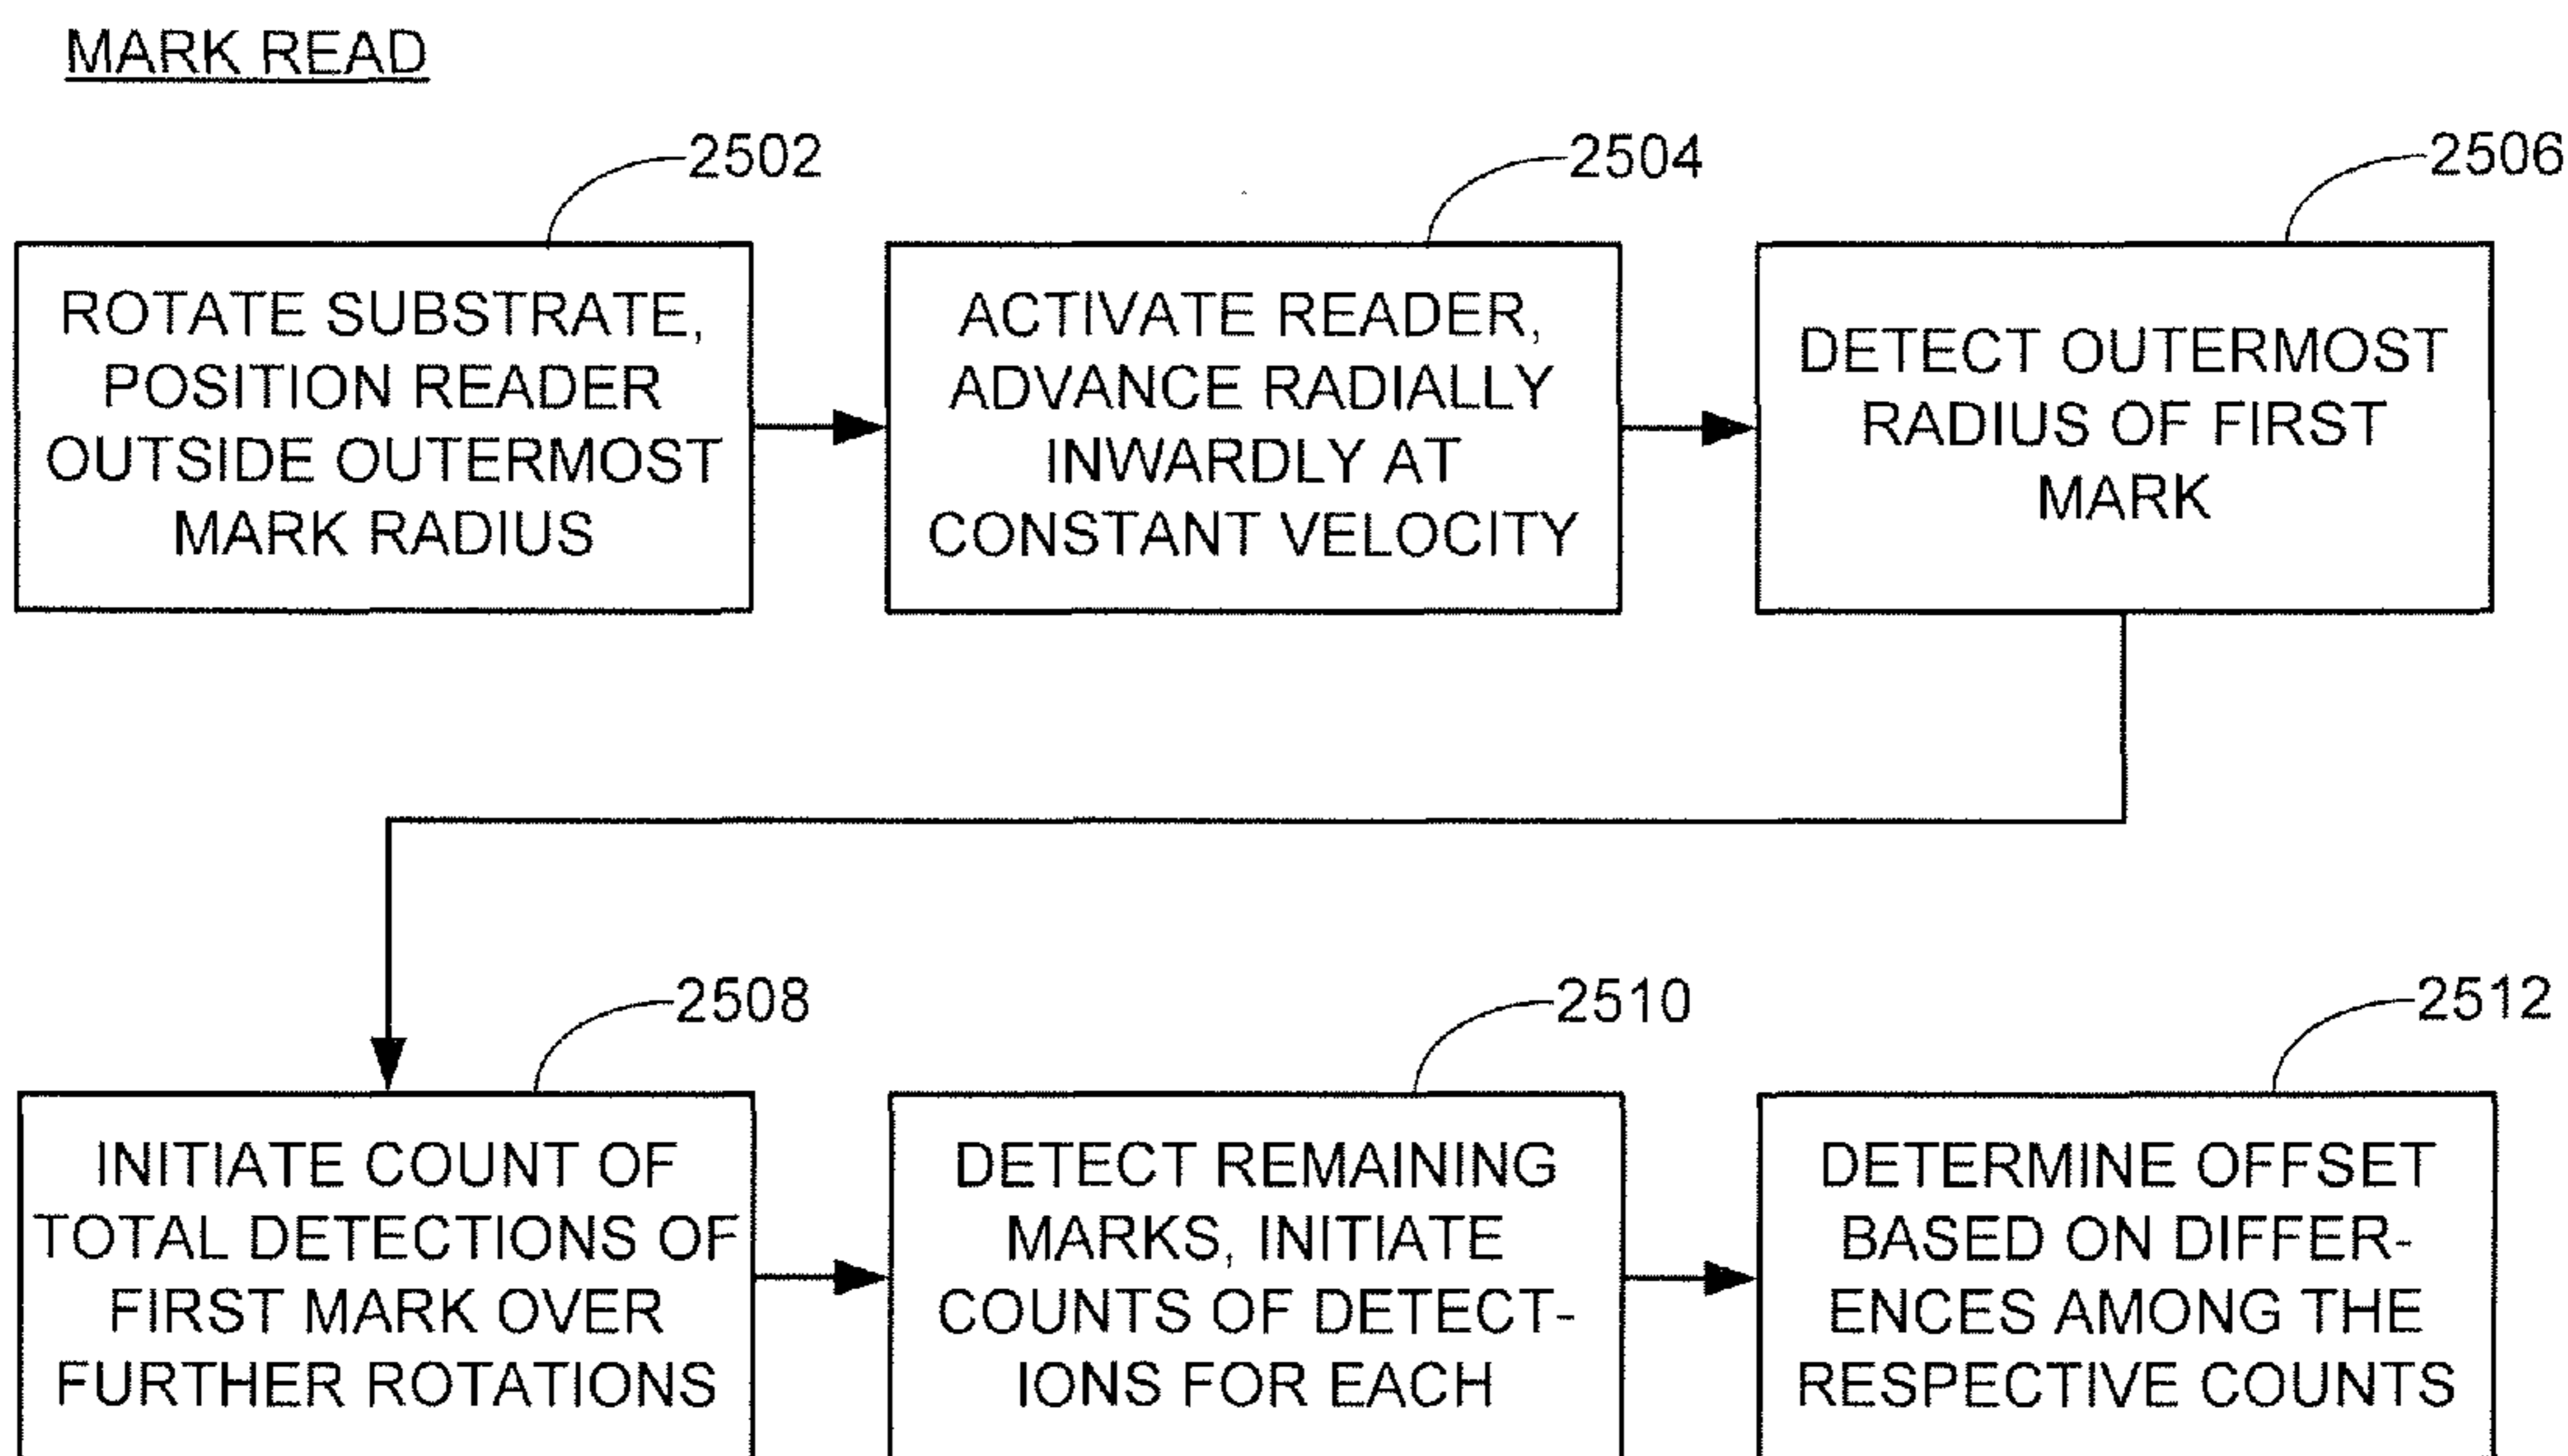 MARK READ
2502
2504
2506
ROTATE SUBSTRATE,
POSITION READER
OUTSIDE OUTERMOST
MARK RADIUS
ACTIVATE READER,
ADVANCE RADIALLY
INWARDLY AT
CONSTANT VELOCITY
DETECT OUTERMOST
RADIUS OF FIRST
MARK
2508
2510
2512
INITIATE COUNT OF
TOTAL DETECTIONS OF
FIRST MARK OVER
FURTHER ROTATIONS
DETECT REMAINING
MARKS, INITIATE
COUNTS OF DETECT-
IONS FOR EACH
DETERMINE OFFSET
BASED ON DIFFER-
ENCES AMONG THE
RESPECTIVE COUNTS